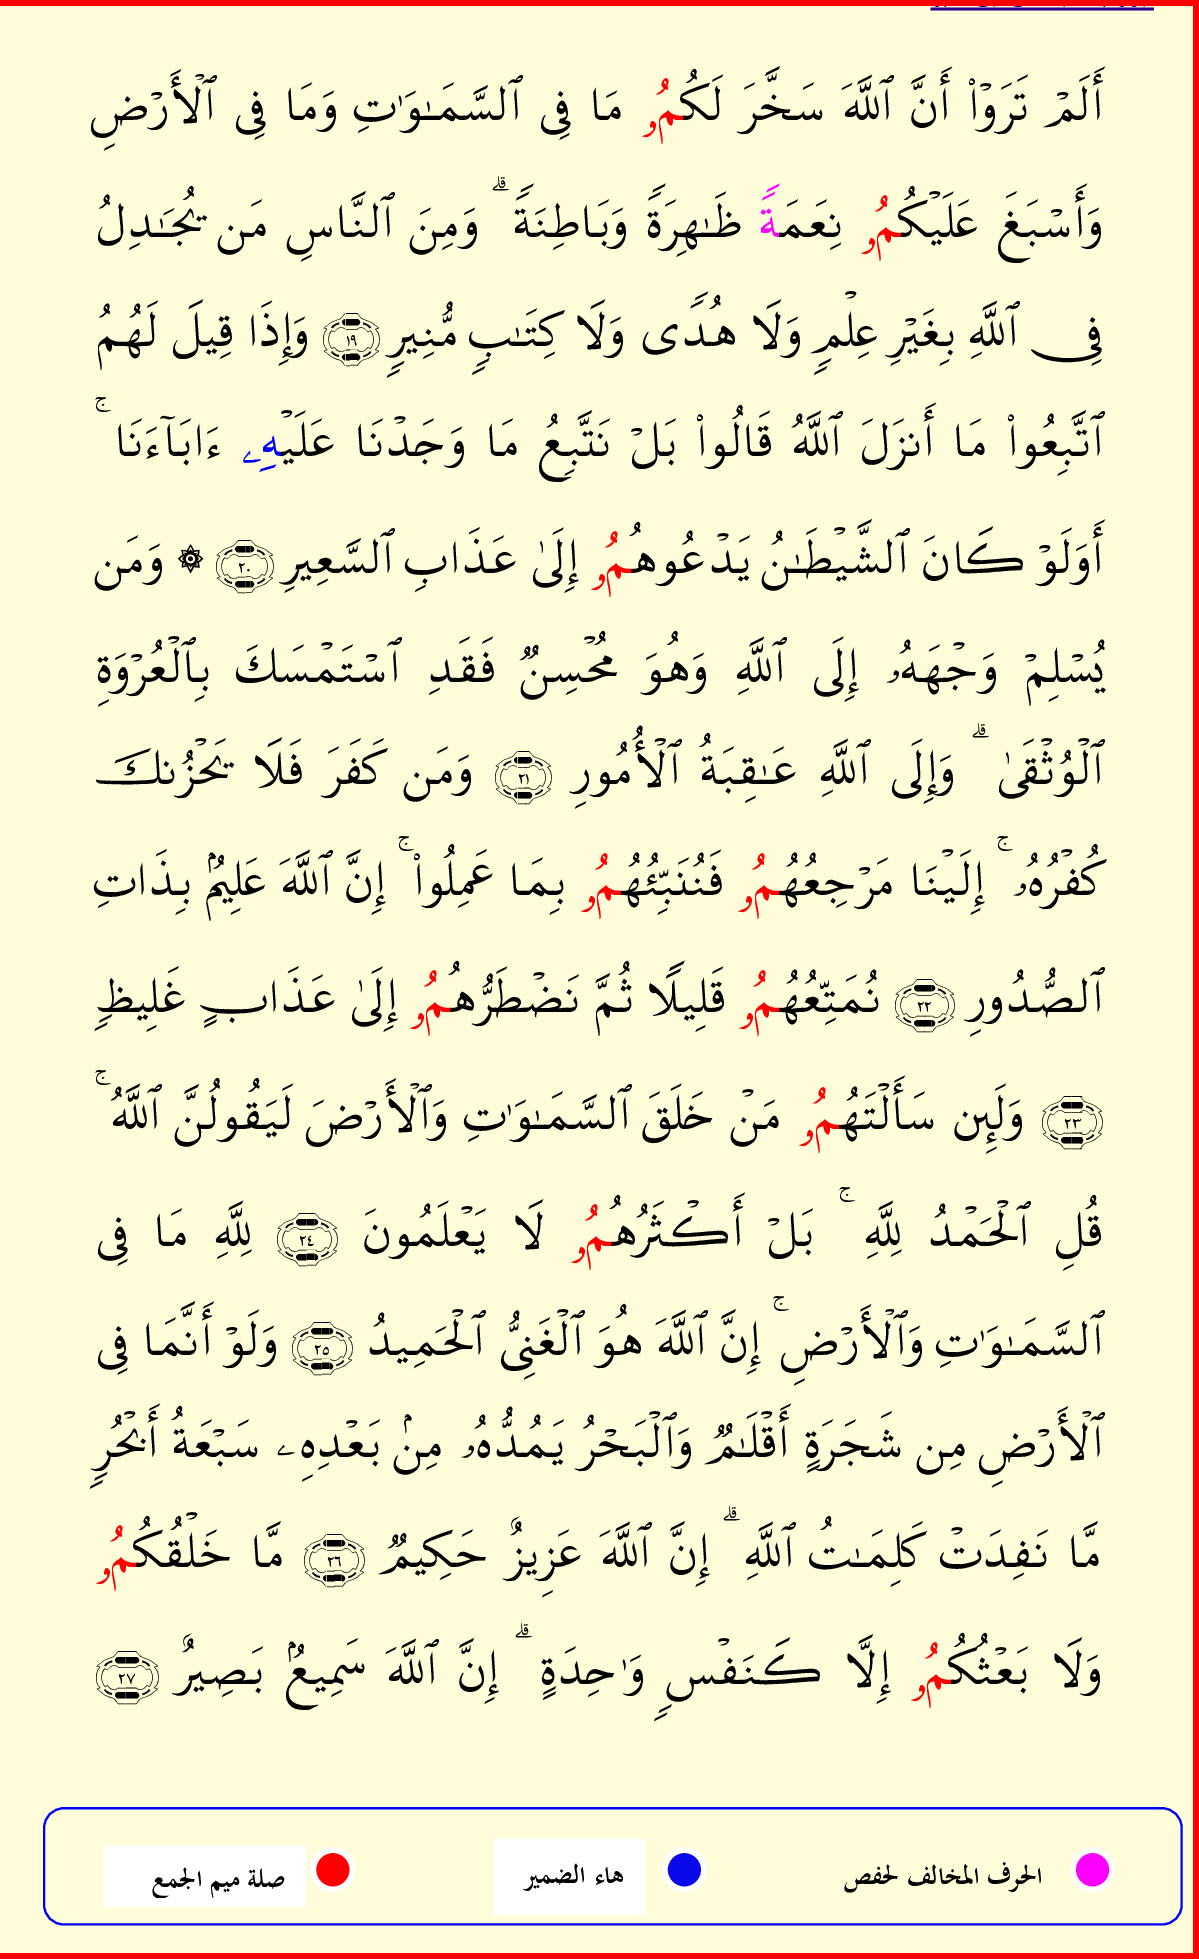 أَلَمۡ تَرَوۡاْ أَنَّ ٱللَّهَ سَخَّرَ لَكُمُۥ مَا فِى ٱلسَّمَٰوَٰتِ وَمَا فِى ٱلۡأَرۡضِ
وَأَسۡبَغَ عَلَيۡكُمُۥ نِعَمَةً ظَٰهِرَةً وَبَاطِنَةً ۗ وَمِنَ ٱلنَّاسِ مَن يُجَٰدِلُ
فِى ٱللَّهِ بِغَيۡرِ عِلۡمٍ وَلَا هُدًى وَلَا كِتَٰبٍ مُّنِيرٍ ١٩ وَإِذَا قِيلَ لَهُمُ
ٱتَّبِعُواْ مَا أَنزَلَ ٱللَّهُ قَالُواْ بَلۡ نَتَّبِعُ مَا وَجَدۡنَا عَلَيۡهِۦ ءَابَآءَنَا ۚ
أَوَلَوۡ كَانَ ٱلشَّيۡطَٰنُ يَدۡعُوهُمُۥ إِلَىٰ عَذَابِ ٱلسَّعِيرِ ٢٠ ۞ وَمَن
يُسۡلِمۡ وَجۡهَهُۥ إِلَى ٱللَّهِ وَهُوَ مُحۡسِنٌ فَقَدِ ٱسۡتَمۡسَكَ بِٱلۡعُرۡوَةِ
ٱلۡوُثۡقَىٰ ۗ وَإِلَى ٱللَّهِ عَٰقِبَةُ ٱلۡأُمُورِ ٢١ وَمَن كَفَرَ فَلَا يَحۡزُنكَ
كُفۡرُهُۥ ۚ إِلَيۡنَا مَرۡجِعُهُمُۥ فَنُنَبِّئُهُمُۥ بِمَا عَمِلُواْ ۚ إِنَّ ٱللَّهَ عَلِيمُۢ بِذَاتِ
ٱلصُّدُورِ ٢٢ نُمَتِّعُهُمُۥ قَلِيلًا ثُمَّ نَضۡطَرُّهُمُۥ إِلَىٰ عَذَابٍ غَلِيظٍ
٢٣ وَلَئِن سَأَلۡتَهُمُۥ مَنۡ خَلَقَ ٱلسَّمَٰوَٰتِ وَٱلۡأَرۡضَ لَيَقُولُنَّ ٱللَّهُ ۚ
قُلِ ٱلۡحَمۡدُ لِلَّهِ ۚ بَلۡ أَكۡثَرُهُمُۥ لَا يَعۡلَمُونَ ٢٤ لِلَّهِ مَا فِى
ٱلسَّمَٰوَٰتِ وَٱلۡأَرۡضِ ۚ إِنَّ ٱللَّهَ هُوَ ٱلۡغَنِىُّ ٱلۡحَمِيدُ ٢٥ وَلَوۡ أَنَّمَا فِى
ٱلۡأَرۡضِ مِن شَجَرَةٍ أَقۡلَٰمٌ وَٱلۡبَحۡرُ يَمُدُّهُۥ مِنۢ بَعۡدِهِۦ سَبۡعَةُ أَبۡحُرٍ
مَّا نَفِدَتۡ كَلِمَٰتُ ٱللَّهِ ۗ إِنَّ ٱللَّهَ عَزِيزٌ حَكِيمٌ ٢٦ مَّا خَلۡقُكُمُۥ
وَلَا بَعۡثُكُمُۥ إِلَّا كَنَفۡسٍ وَٰحِدَةٍ ۗ إِنَّ ٱللَّهَ سَمِيعُۢ بَصِيرٌ ٢٧
الحرف المخالف لحفص هاء الضمير صلة ميم الجمع